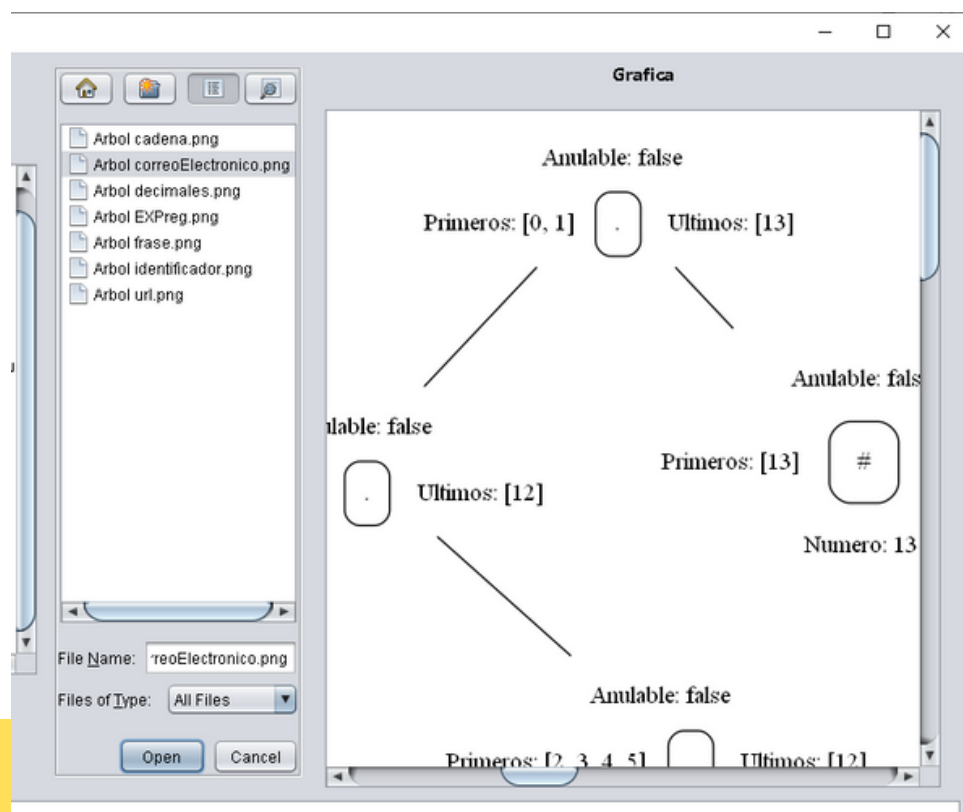 Grafica
Arbol cadena.png
Arbol correoElectronico.png
Arbol decimales.png
Arbol EXPreg.png
Arbol frase.png
Arbol identificador.png
Arbol url.png
File Name: reoElectronico.png
Files of Type: All Files
Open Cancel
Anulable: false
Primeros: [0, 1] . Ultimos: [13]
Anulable: fals
ulable: false
Primeros: [13] #
. Ultimos: [12]
Numero: 13
Anulable: false
Primeros: [2, 3, 4, 5] Ultimos: [12]